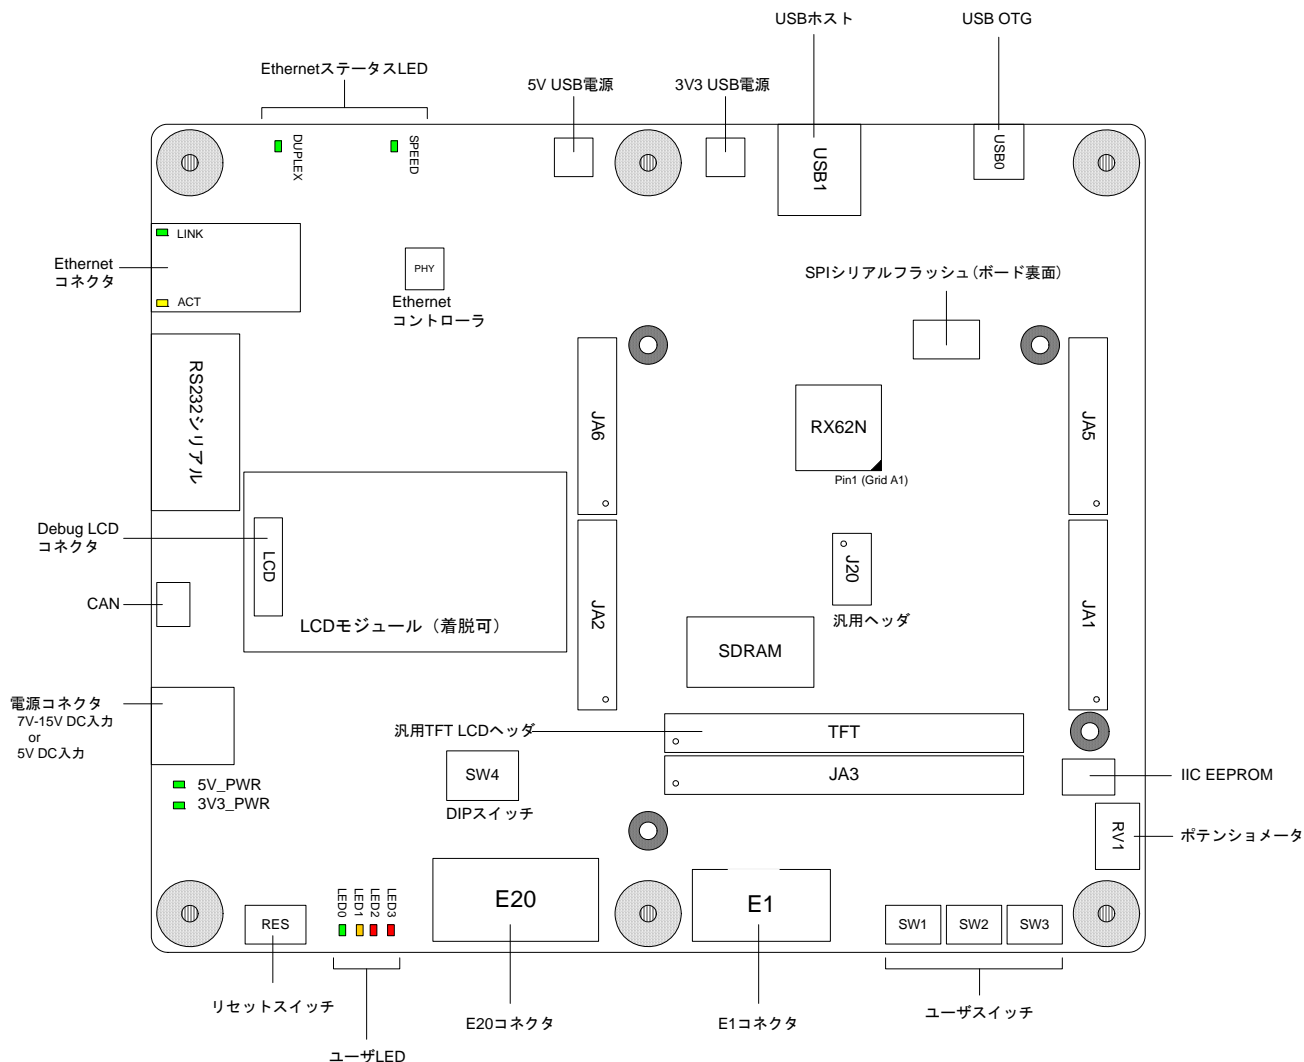 USBホスト
USB OTG
EthernetステータスLED
5V USB電源
3V3 USB電源
DUPLEX
SPEED
USB1
USB0
LINK
Ethernet
コネクタ
ACT
PHY
Ethernet
コントローラ
SPIシリアルフラッシュ(ボード裏面)
RS232シリアル
JA6
RX62N
JA5
Pin1 (Grid A1)
Debug LCD
コネクタ
LCD
J20
CAN
JA2
JA1
LCDモジュール（着脱可）
汎用ヘッダ
SDRAM
電源コネクタ
7V-15V DC入力
or
5V DC入力
汎用TFT LCDヘッダ
TFT
SW4
JA3
IIC EEPROM
5V_PWR
3V3_PWR
DIPスイッチ
RV1
ポテンショメータ
LED0
LED1
LED2
LED3
E20
E1
RES
SW1
SW2
SW3
リセットスイッチ
E20コネクタ
E1コネクタ
ユーザスイッチ
ユーザLED